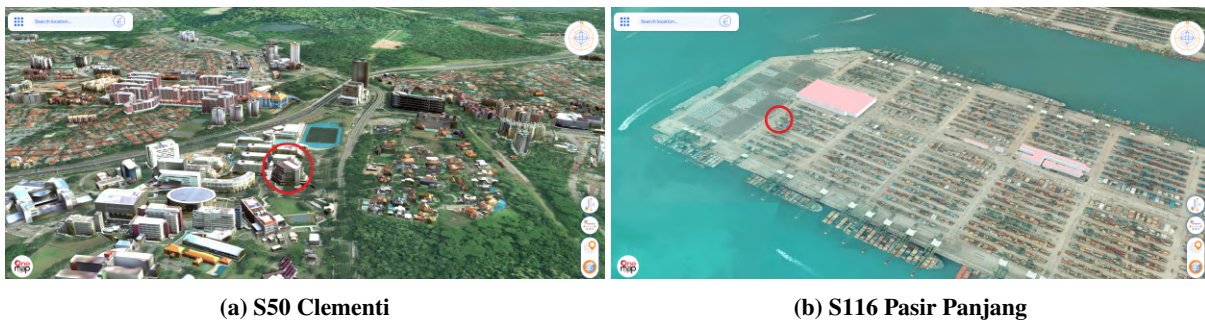 Search location...
Search location...
One
map
One
map
(a) S50 Clementi
(b) S116 Pasir Panjang